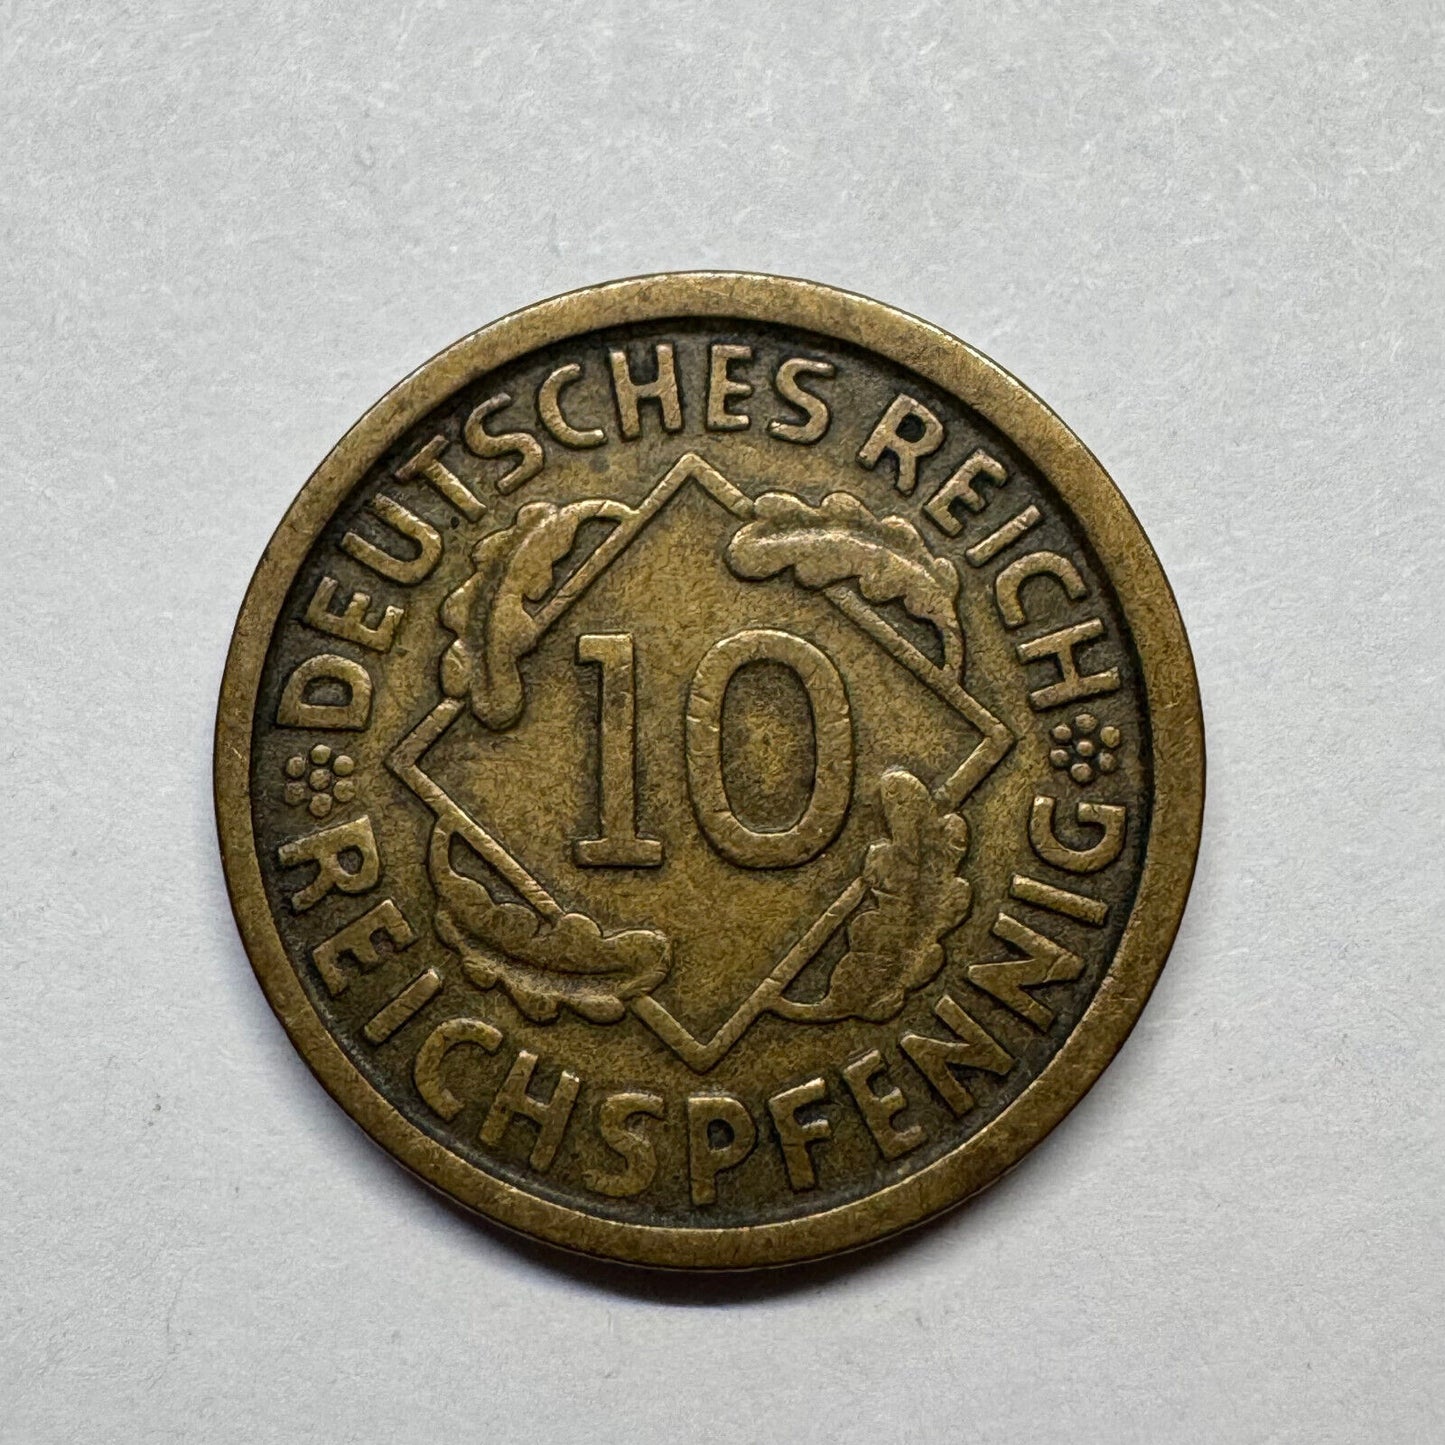 DEUTSCHES REICH
10
REICHSPFENNIG